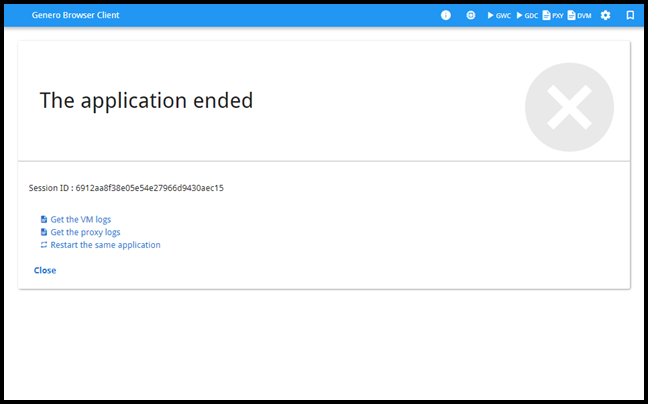 Genero Browser Client GWC GDC PXY DVM
The application ended
Session ID : 6912aa8f38e05e54e27966d9430aec15
Get the VM logs
Get the proxy logs
Restart the same application
Close